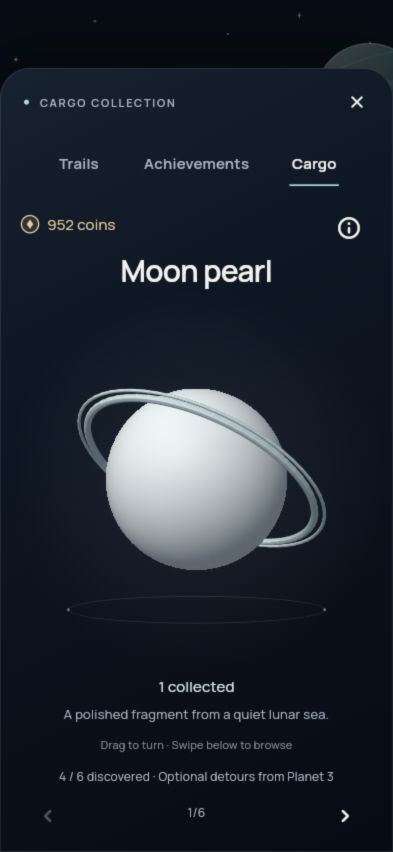 CARGO COLLECTION
Trails Achievements Cargo
952 coins
Moon pearl
1 collected
A polished fragment from a quiet lunar sea.
Drag to turn · Swipe below to browse
4 / 6 discovered · Optional detours from Planet 3
1/6